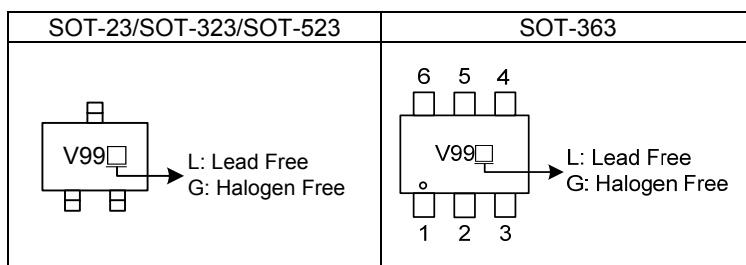 SOT-23/SOT-323/SOT-523
SOT-363
V99
L: Lead Free
G: Halogen Free
6 5 4
V99
L: Lead Free
G: Halogen Free
1 2 3